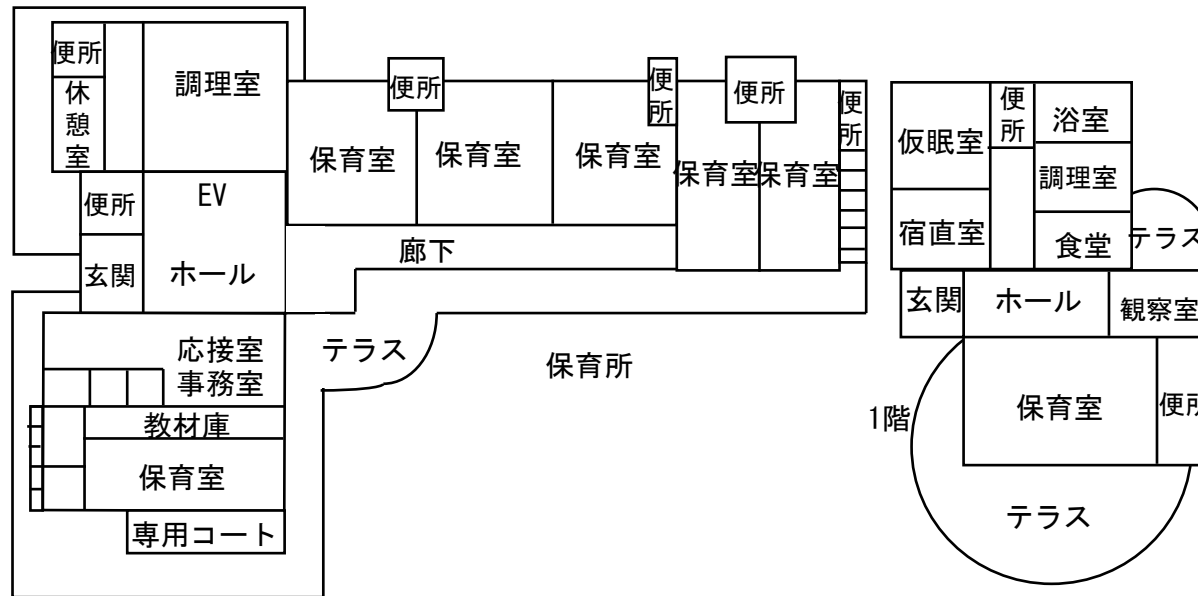 便所
休憩室
調理室
便所
EV
玄関
ホール
便所
便所
便所
便所
保育室
保育室
保育室
保育室
保育室
廊下
応接室
事務室
教材庫
保育室
専用コート
テラス
保育所
仮眠室
便所
浴室
調理室
宿直室
食堂
テラス
玄関
ホール
観察室
1階
保育室
便所
テラス